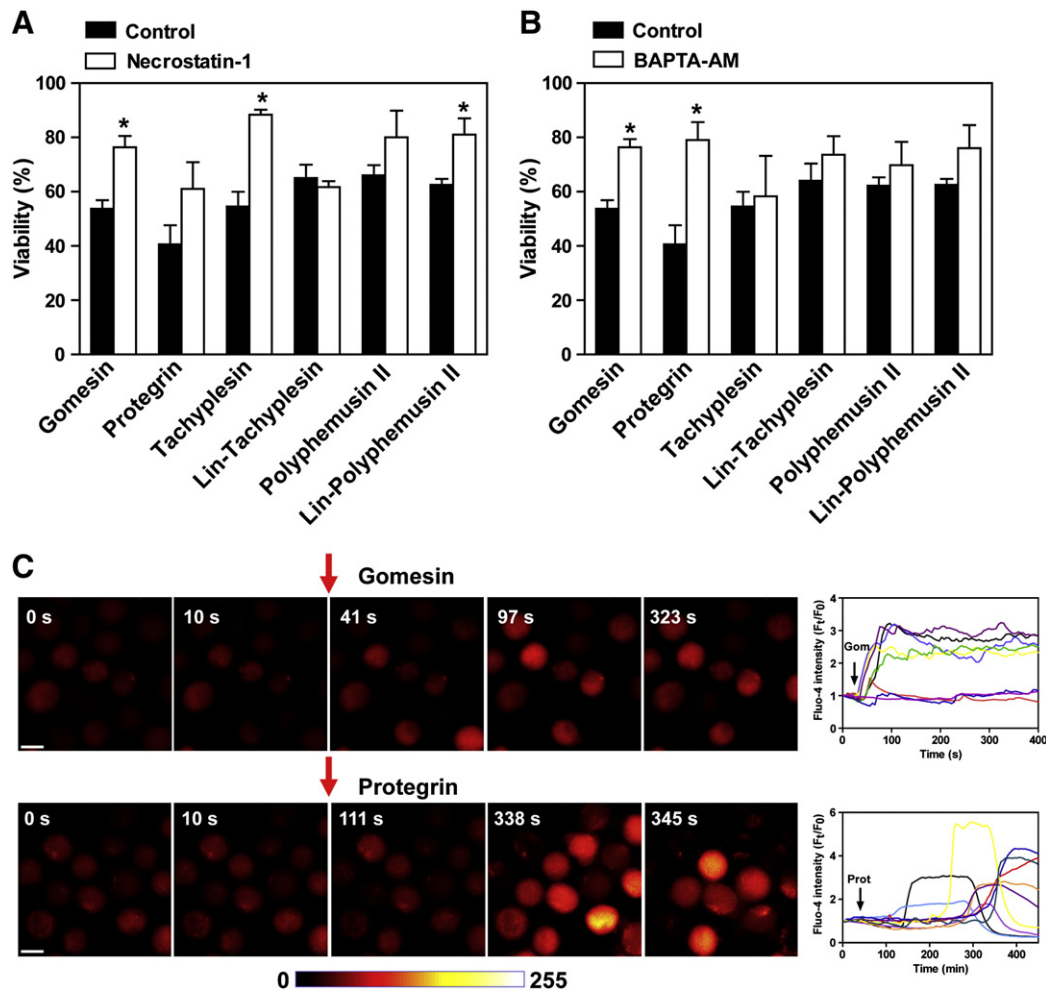 A
Control
Necrostatin-1
Viability (%)
100
80
60
40
20
0
*
*
*
Gomesin
Protegrin
Tachyplesin
Lin-Tachyplesin
Polyphemusin II
Lin-Polyphemusin II
B
Control
BAPTA-AM
Viability (%)
100
80
60
40
20
0
*
*
Gomesin
Protegrin
Tachyplesin
Lin-Tachyplesin
Polyphemusin II
Lin-Polyphemusin II
C
Gomesin
0 s
10 s
41 s
97 s
323 s
Fluo-4 intensity (Ft/F0)
4
3
2
1
0
Gom
0 100 200 300 400
Time (s)
Protegrin
0 s
10 s
111 s
338 s
345 s
Fluo-4 intensity (Ft/F0)
6
4
2
0
Prot
0 100 200 300 400
Time (min)
0 255